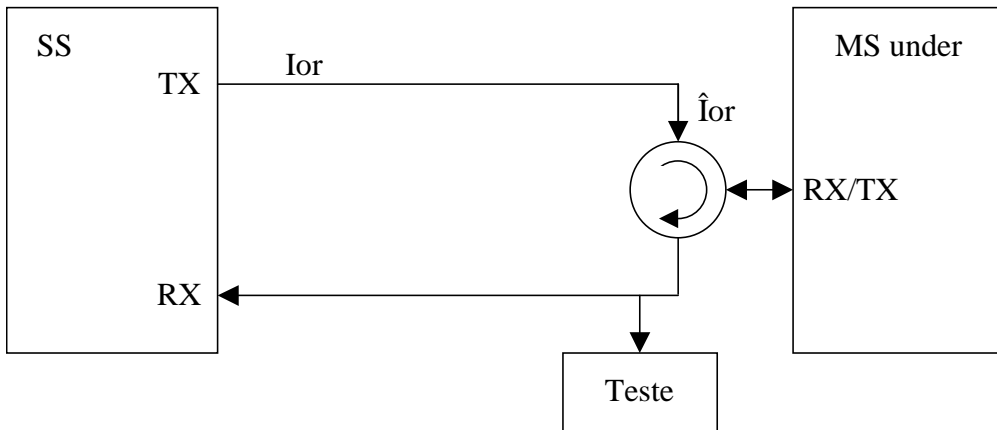 SS
MS under
TX
Ior
Îor
RX/TX
RX
Teste